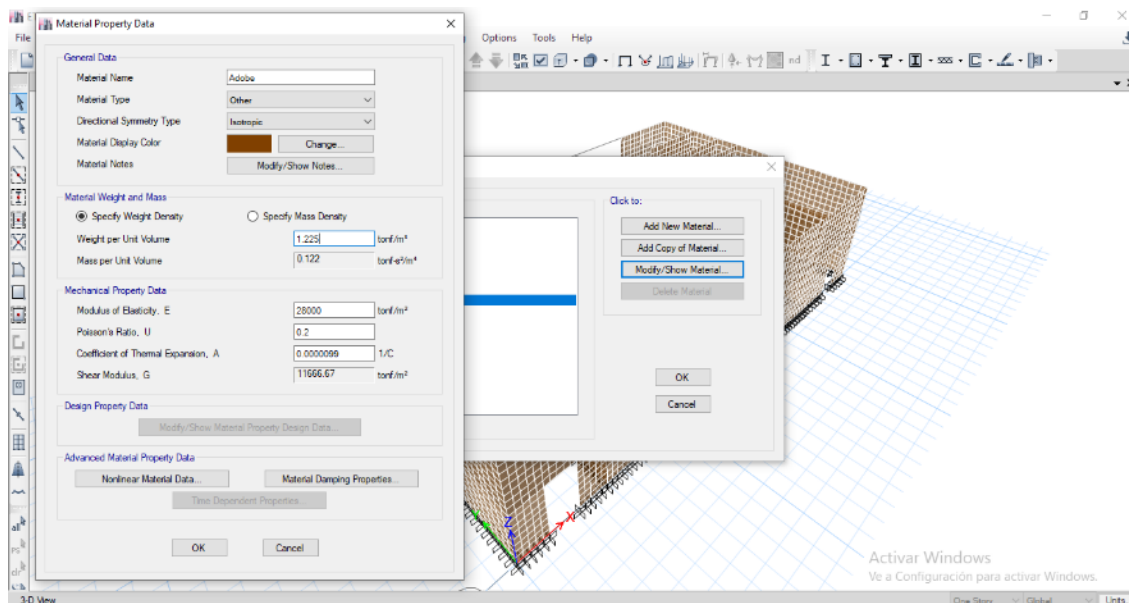 Material Property Data
File
Options Tools Help
nd
General Data
Material Name Adobe
Material Type Other
Directional Symmetry Type Isotropic
Material Display Color Change...
Material Notes Modify/Show Notes...
Material Weight and Mass
Specify Weight Density Specify Mass Density
Weight per Unit Volume 1.225 tonf/m³
Mass per Unit Volume 0.122 tonf-s²/m⁴
Mechanical Property Data
Modulus of Elasticity, E 28000 tonf/m²
Poisson's Ratio, U 0.2
Coefficient of Thermal Expansion, A 0.0000099 1/C
Shear Modulus, G 11666.67 tonf/m²
Design Property Data
Modify/Show Material Property Design Data...
Advanced Material Property Data
Nonlinear Material Data... Material Damping Properties...
Time Dependent Properties...
OK Cancel
Click to:
Add New Material...
Add Copy of Material...
Modify/Show Material...
Delete Material
OK
Cancel
Z
X
all
clr
Activar Windows
Ve a Configuración para activar Windows.
3-D View
One Story Global Units